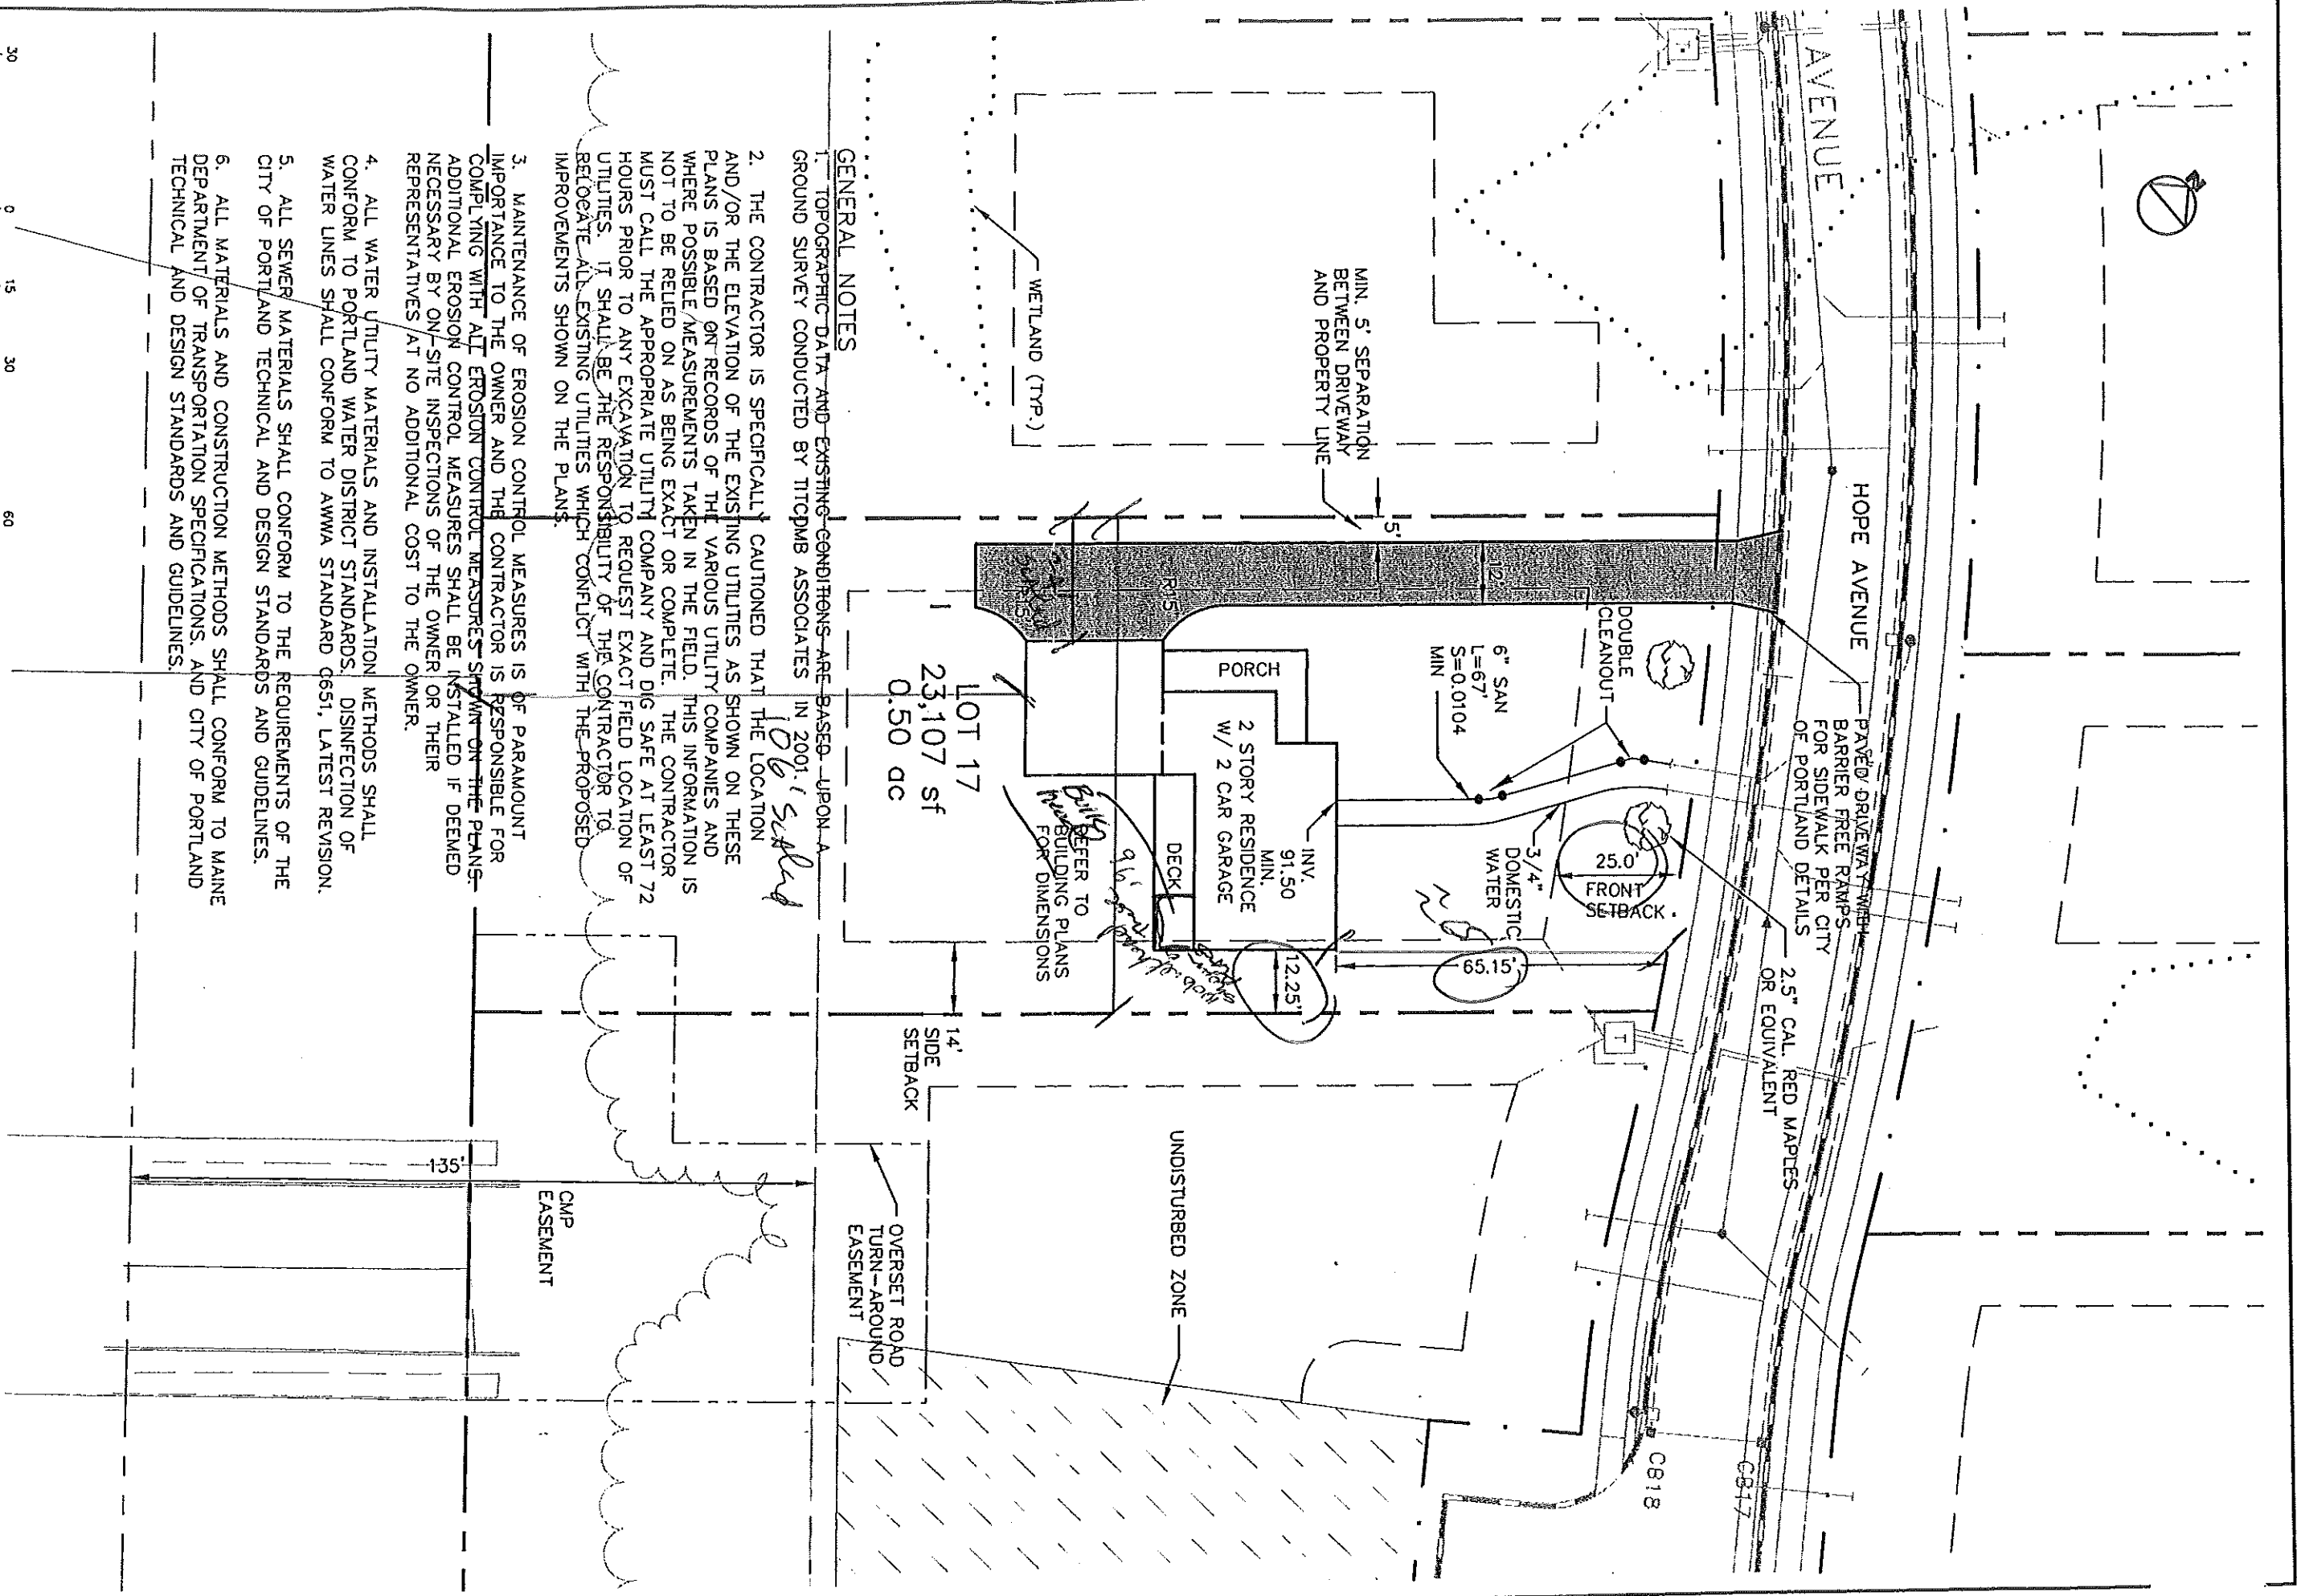 AVENUE
HOPE AVENUE
N
T
PAVED DRIVEWAY WITH
BARRIER FREE RAMPS
FOR SIDEWALK PER CITY
OF PORTLAND DETAILS
2.5" CAL. RED MAPLES
OR EQUIVALENT
CB17
CB18
T
MIN. 5' SEPARATION
BETWEEN DRIVEWAY
AND PROPERTY LINE
5'
12'
R15
DOUBLE
CLEANOUT
6" SAN
L=67'
S=0.0104
MIN
25.0'
FRONT
SETBACK
3/4"
DOMESTIC
WATER
65.15'
INV.
91.50
MIN.
12.25'
PORCH
2 STORY RESIDENCE
W/ 2 CAR GARAGE
DECK
REFER TO
BUILDING PLANS
FOR DIMENSIONS
96'
LOT 17
23,107 sf
0.50 ac
106' Scaled
14'
SIDE
SETBACK
WETLAND (TYP.)
UNDISTURBED ZONE
OVERSET ROAD
TURN-AROUND
EASEMENT
CMP
EASEMENT
135'
GENERAL NOTES
1. TOPOGRAPHIC DATA AND EXISTING CONDITIONS ARE BASED UPON A
GROUND SURVEY CONDUCTED BY TITCOMB ASSOCIATES IN 2001.
2. THE CONTRACTOR IS SPECIFICALLY CAUTIONED THAT THE LOCATION
AND/OR THE ELEVATION OF THE EXISTING UTILITIES AS SHOWN ON THESE
PLANS IS BASED ON RECORDS OF THE VARIOUS UTILITY COMPANIES AND
WHERE POSSIBLE MEASUREMENTS TAKEN IN THE FIELD. THIS INFORMATION IS
NOT TO BE RELIED ON AS BEING EXACT OR COMPLETE. THE CONTRACTOR
MUST CALL THE APPROPRIATE UTILITY COMPANY AND DIG SAFE AT LEAST 72
HOURS PRIOR TO ANY EXCAVATION TO REQUEST EXACT FIELD LOCATION OF
UTILITIES. IT SHALL BE THE RESPONSIBILITY OF THE CONTRACTOR TO
RELOCATE ALL EXISTING UTILITIES WHICH CONFLICT WITH THE PROPOSED
IMPROVEMENTS SHOWN ON THE PLANS.
3. MAINTENANCE OF EROSION CONTROL MEASURES IS OF PARAMOUNT
IMPORTANCE TO THE OWNER AND THE CONTRACTOR IS RESPONSIBLE FOR
COMPLYING WITH ALL EROSION CONTROL MEASURES SHOWN ON THE PLANS.
ADDITIONAL EROSION CONTROL MEASURES SHALL BE INSTALLED IF DEEMED
NECESSARY BY ON-SITE INSPECTIONS OF THE OWNER OR THEIR
REPRESENTATIVES AT NO ADDITIONAL COST TO THE OWNER.
4. ALL WATER UTILITY MATERIALS AND INSTALLATION METHODS SHALL
CONFORM TO PORTLAND WATER DISTRICT STANDARDS. DISINFECTION OF
WATER LINES SHALL CONFORM TO AWWA STANDARD C651, LATEST REVISION.
5. ALL SEWER MATERIALS SHALL CONFORM TO THE REQUIREMENTS OF THE
CITY OF PORTLAND TECHNICAL AND DESIGN STANDARDS AND GUIDELINES.
6. ALL MATERIALS AND CONSTRUCTION METHODS SHALL CONFORM TO MAINE
DEPARTMENT OF TRANSPORTATION SPECIFICATIONS, AND CITY OF PORTLAND
TECHNICAL AND DESIGN STANDARDS AND GUIDELINES.
30 0 15 30 60